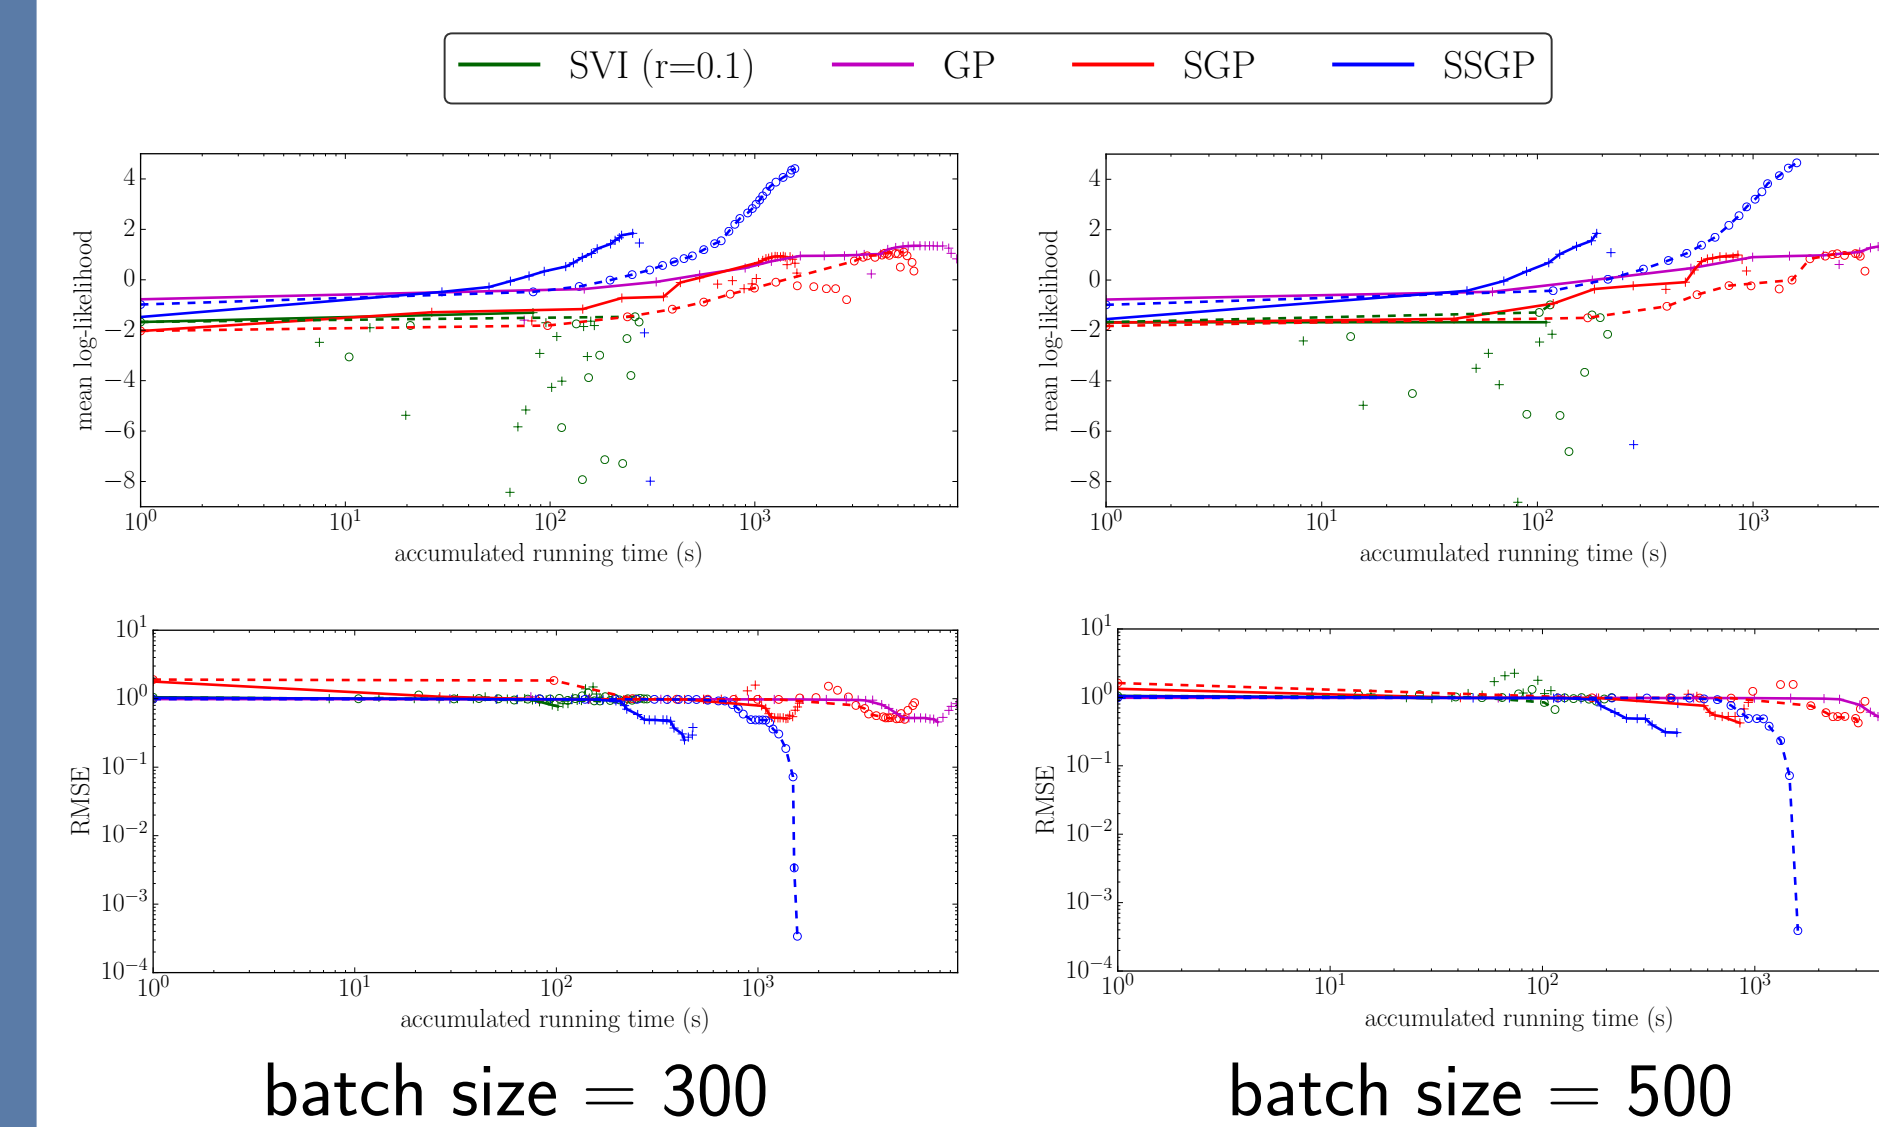 SVI (r=0.1) GP SGP SSGP
mean log-likelihood
4
2
0
−2
−4
−6
−8
10^0 10^1 10^2 10^3
accumulated running time (s)
mean log-likelihood
4
2
0
−2
−4
−6
−8
10^0 10^1 10^2 10^3
accumulated running time (s)
RMSE
10^1
10^0
10^−1
10^−2
10^−3
10^−4
10^0 10^1 10^2 10^3
accumulated running time (s)
RMSE
10^1
10^0
10^−1
10^−2
10^−3
10^−4
10^0 10^1 10^2 10^3
accumulated running time (s)
batch size = 300
batch size = 500